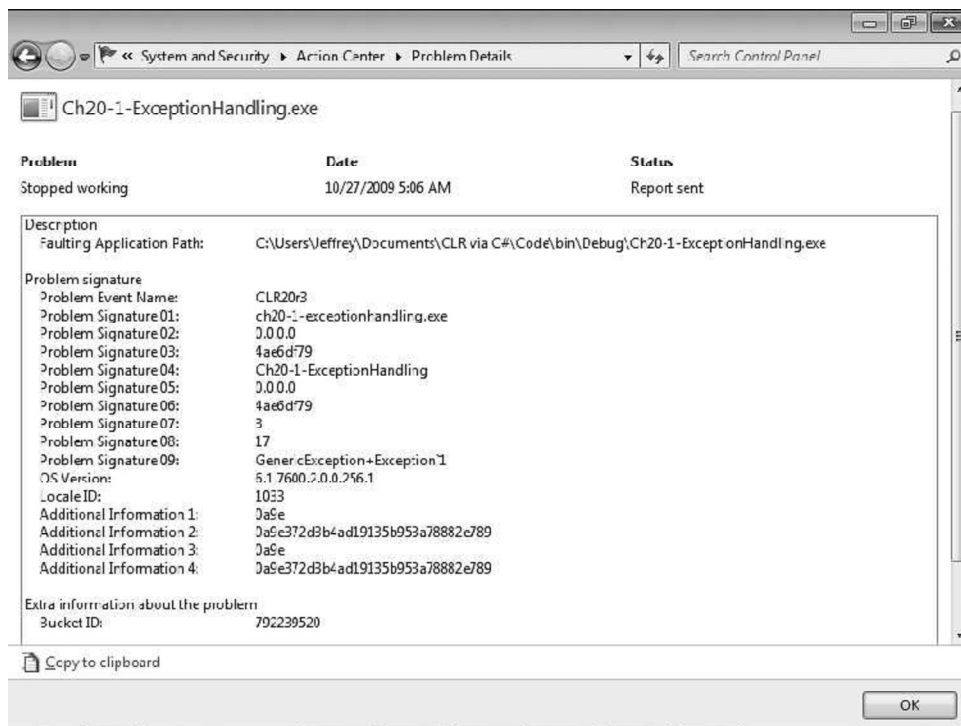 « System and Security ▸ Action Center ▸ Problem Details
Search Control Panel
Ch20-1-ExceptionHandling.exe
Problem Date Status
Stopped working 10/27/2009 5:06 AM Report sent
Description
Faulting Application Path: C:\Users\Jeffrey\Documents\CLR via C#\Code\bin\Debug\Ch20-1-ExceptionHandling.exe
Problem signature
Problem Event Name: CLR20r3
Problem Signature 01: ch20-1-exceptionhandling.exe
Problem Signature 02: 0.0.0.0
Problem Signature 03: 4ae6df79
Problem Signature 04: Ch20-1-ExceptionHandling
Problem Signature 05: 0.0.0.0
Problem Signature 06: 4ae6df79
Problem Signature 07: 3
Problem Signature 08: 17
Problem Signature 09: GenericException+Exception`1
OS Version: 6.1.7600.2.0.0.256.1
Locale ID: 1033
Additional Information 1: 0a9e
Additional Information 2: 0a9e372d3b4ad19135b953a78882e789
Additional Information 3: 0a9e
Additional Information 4: 0a9e372d3b4ad19135b953a78882e789
Extra information about the problem
Bucket ID: 792239520
Copy to clipboard
OK